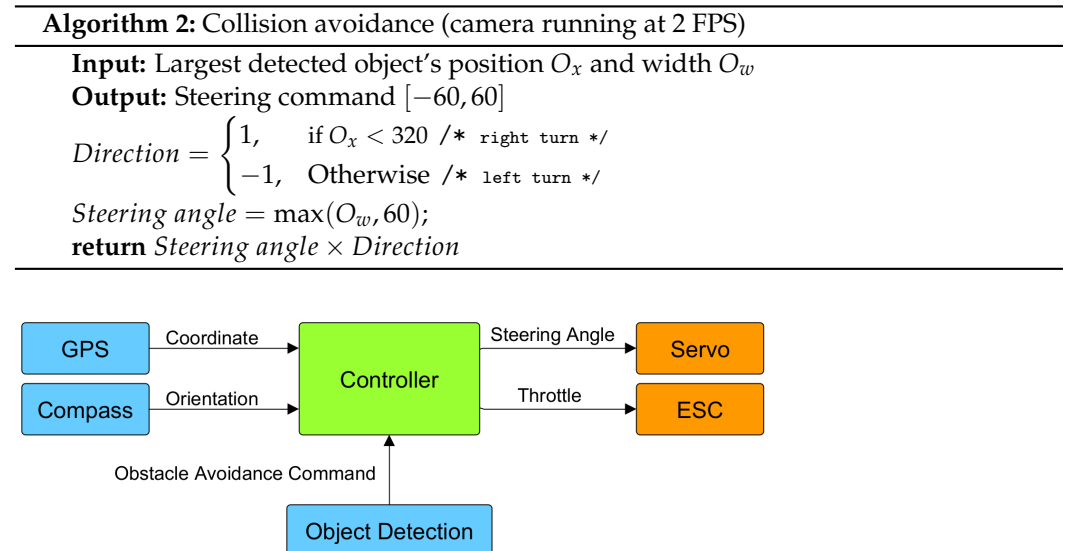 Algorithm 2: Collision avoidance (camera running at 2 FPS)
Input: Largest detected object's position Oₓ and width O_w
Output: Steering command [−60, 60]
Direction = {1, if Oₓ < 320 /* right turn */
−1, Otherwise /* left turn */
Steering angle = max(O_w, 60);
return Steering angle × Direction
GPS Coordinate Controller Steering Angle Servo
Compass Orientation Throttle ESC
Obstacle Avoidance Command
Object Detection